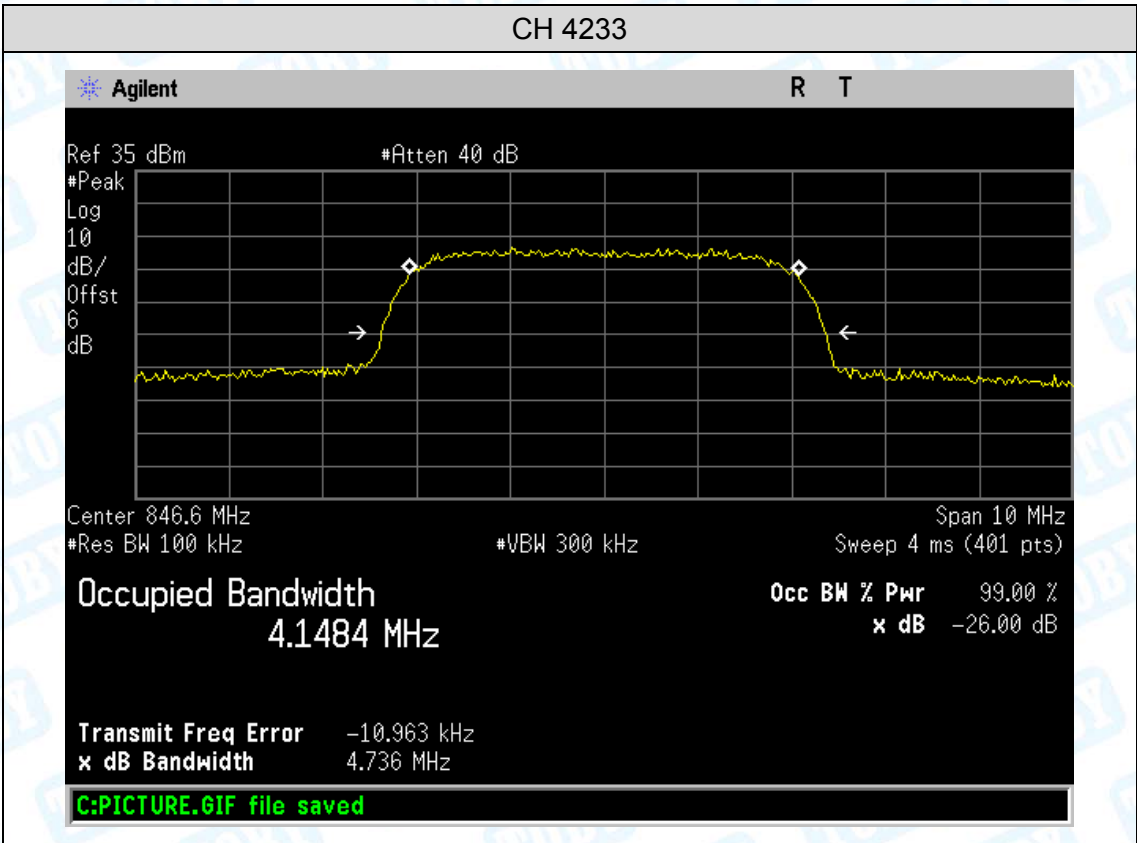 CH 4233
Agilent
R T
Ref 35 dBm #Atten 40 dB
#Peak
Log
10
dB/
Offst
6
dB
Center 846.6 MHz Span 10 MHz
#Res BW 100 kHz #VBW 300 kHz Sweep 4 ms (401 pts)
Occupied Bandwidth
4.1484 MHz
Occ BW % Pwr 99.00 %
x dB -26.00 dB
Transmit Freq Error -10.963 kHz
x dB Bandwidth 4.736 MHz
C:PICTURE.GIF file saved